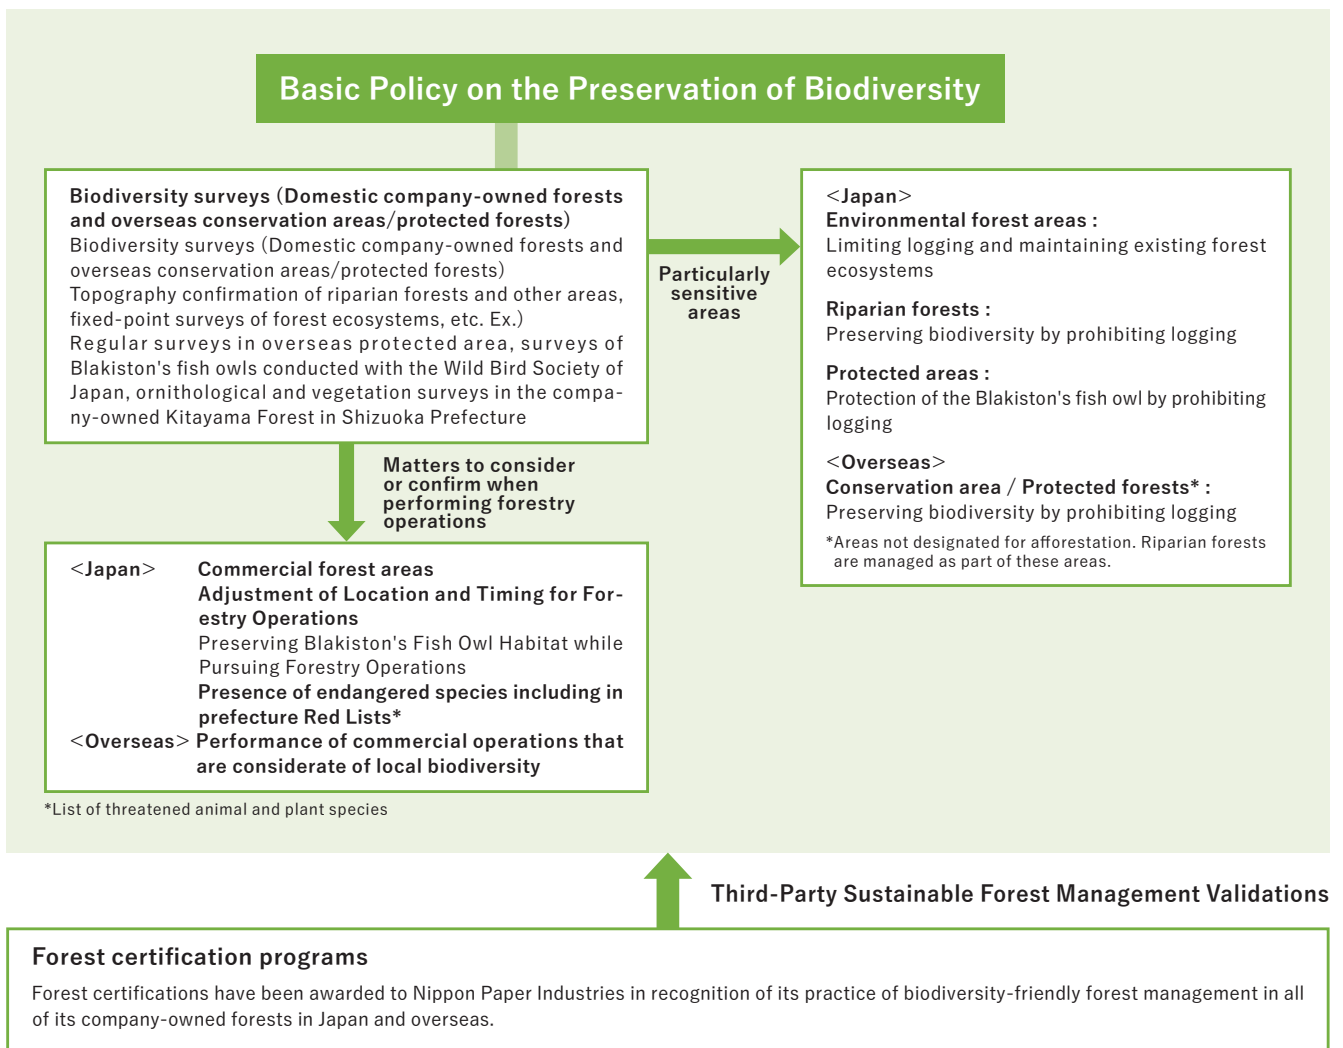 Basic Policy on the Preservation of Biodiversity
Biodiversity surveys (Domestic company-owned forests
and overseas conservation areas/protected forests)
Biodiversity surveys (Domestic company-owned forests and
overseas conservation areas/protected forests)
Topography confirmation of riparian forests and other areas,
fixed-point surveys of forest ecosystems, etc. Ex.)
Regular surveys in overseas protected area, surveys of
Blakiston's fish owls conducted with the Wild Bird Society of
Japan, ornithological and vegetation surveys in the compa-
ny-owned Kitayama Forest in Shizuoka Prefecture
Particularly
sensitive
areas
<Japan>
Environmental forest areas :
Limiting logging and maintaining existing forest
ecosystems
Riparian forests :
Preserving biodiversity by prohibiting logging
Protected areas :
Protection of the Blakiston's fish owl by prohibiting
logging
<Overseas>
Conservation area / Protected forests* :
Preserving biodiversity by prohibiting logging
*Areas not designated for afforestation. Riparian forests
are managed as part of these areas.
Matters to consider
or confirm when
performing forestry
operations
<Japan> Commercial forest areas
Adjustment of Location and Timing for For-
estry Operations
Preserving Blakiston's Fish Owl Habitat while
Pursuing Forestry Operations
Presence of endangered species including in
prefecture Red Lists*
<Overseas> Performance of commercial operations that
are considerate of local biodiversity
*List of threatened animal and plant species
Third-Party Sustainable Forest Management Validations
Forest certification programs
Forest certifications have been awarded to Nippon Paper Industries in recognition of its practice of biodiversity-friendly forest management in all
of its company-owned forests in Japan and overseas.